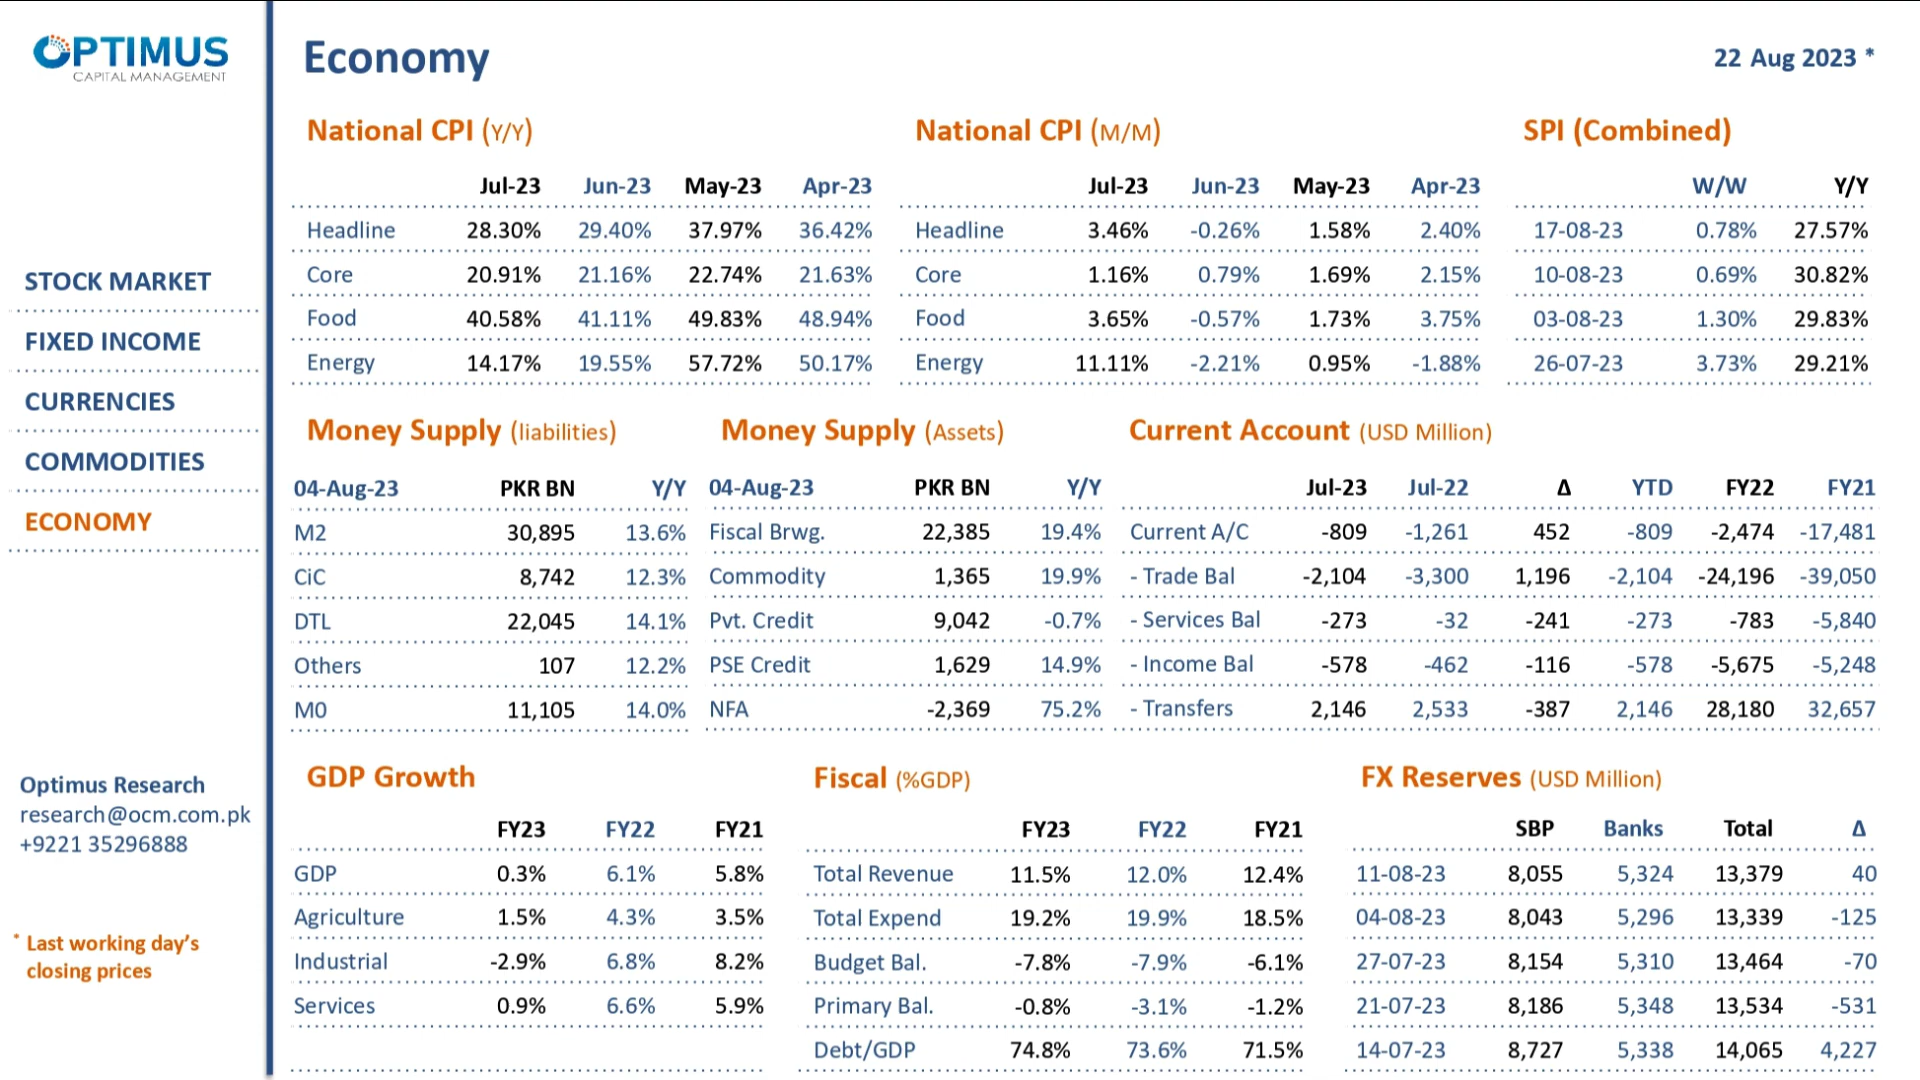 OPTIMUS
CAPITAL MANAGEMENT
STOCK MARKET
FIXED INCOME
CURRENCIES
COMMODITIES
ECONOMY
Optimus Research
research@ocm.com.pk
+9221 35296888
* Last working day's
closing prices
Economy
22 Aug 2023 *
National CPI (Y/Y)
Jul-23 Jun-23 May-23 Apr-23
Headline 28.30% 29.40% 37.97% 36.42%
Core 20.91% 21.16% 22.74% 21.63%
Food 40.58% 41.11% 49.83% 48.94%
Energy 14.17% 19.55% 57.72% 50.17%
National CPI (M/M)
Jul-23 Jun-23 May-23 Apr-23
Headline 3.46% -0.26% 1.58% 2.40%
Core 1.16% 0.79% 1.69% 2.15%
Food 3.65% -0.57% 1.73% 3.75%
Energy 11.11% -2.21% 0.95% -1.88%
SPI (Combined)
W/W Y/Y
17-08-23 0.78% 27.57%
10-08-23 0.69% 30.82%
03-08-23 1.30% 29.83%
26-07-23 3.73% 29.21%
Money Supply (liabilities)
04-Aug-23 PKR BN Y/Y
M2 30,895 13.6%
CiC 8,742 12.3%
DTL 22,045 14.1%
Others 107 12.2%
M0 11,105 14.0%
Money Supply (Assets)
04-Aug-23 PKR BN Y/Y
Fiscal Brwg. 22,385 19.4%
Commodity 1,365 19.9%
Pvt. Credit 9,042 -0.7%
PSE Credit 1,629 14.9%
NFA -2,369 75.2%
Current Account (USD Million)
Jul-23 Jul-22 Δ YTD FY22 FY21
Current A/C -809 -1,261 452 -809 -2,474 -17,481
- Trade Bal -2,104 -3,300 1,196 -2,104 -24,196 -39,050
- Services Bal -273 -32 -241 -273 -783 -5,840
- Income Bal -578 -462 -116 -578 -5,675 -5,248
- Transfers 2,146 2,533 -387 2,146 28,180 32,657
GDP Growth
FY23 FY22 FY21
GDP 0.3% 6.1% 5.8%
Agriculture 1.5% 4.3% 3.5%
Industrial -2.9% 6.8% 8.2%
Services 0.9% 6.6% 5.9%
Fiscal (%GDP)
FY23 FY22 FY21
Total Revenue 11.5% 12.0% 12.4%
Total Expend 19.2% 19.9% 18.5%
Budget Bal. -7.8% -7.9% -6.1%
Primary Bal. -0.8% -3.1% -1.2%
Debt/GDP 74.8% 73.6% 71.5%
FX Reserves (USD Million)
SBP Banks Total Δ
11-08-23 8,055 5,324 13,379 40
04-08-23 8,043 5,296 13,339 -125
27-07-23 8,154 5,310 13,464 -70
21-07-23 8,186 5,348 13,534 -531
14-07-23 8,727 5,338 14,065 4,227